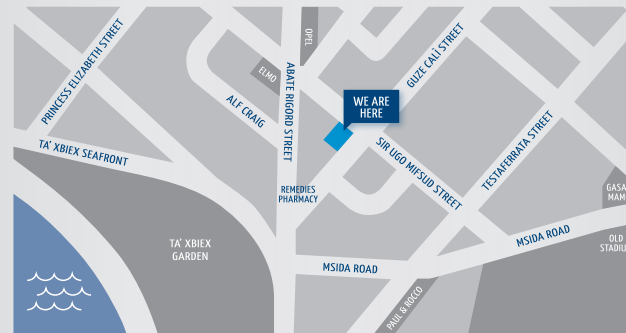 PRINCESS ELIZABETH STREET
OPEL
ELMO
ALF CRAIG
ABATE RIGORD STREET
GUZE CALÌ STREET
WE ARE
HERE
SIR UGO MIFSUD STREET
TESTAFERRATA STREET
TA' XBIEX SEAFRONT
REMEDIES
PHARMACY
GASA
MAM
TA' XBIEX
GARDEN
MSIDA ROAD
MSIDA ROAD
OLD
STADIU
PAUL & ROCCO